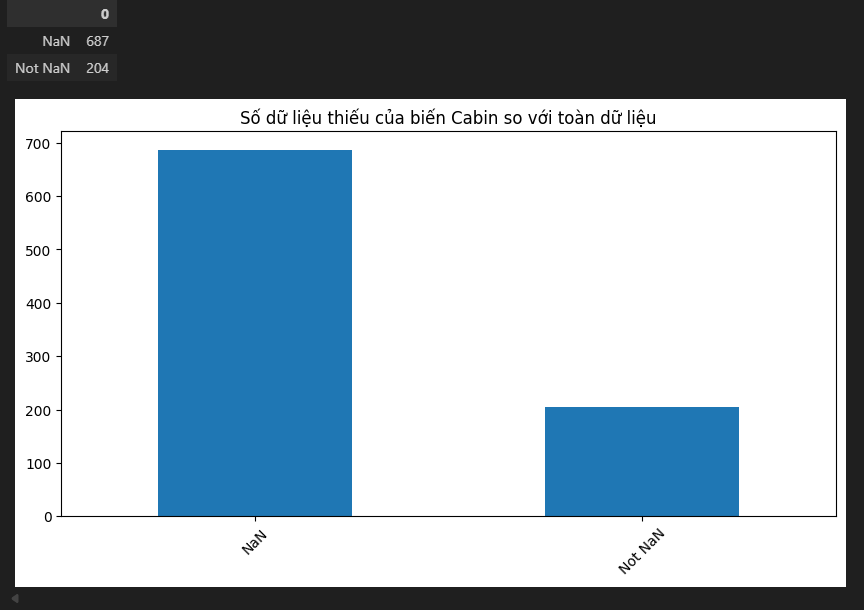 0
NaN 687
Not NaN 204
Số dữ liệu thiếu của biến Cabin so với toàn dữ liệu
700
600
500
400
300
200
100
0
NaN
Not NaN